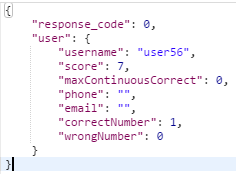 {
    "response_code": 0,
    "user": {
        "username": "user56",
        "score": 7,
        "maxContinuousCorrect": 0,
        "phone": "",
        "email": "",
        "correctNumber": 1,
        "wrongNumber": 0
    }
}